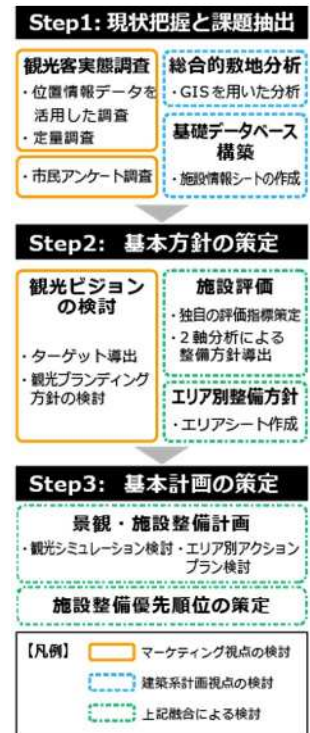 Step1: 現状把握と課題抽出
観光客実態調査
・位置情報データを
活用した調査
・定量調査
・市民アンケート調査
総合的敷地分析
・GISを用いた分析
基礎データベース
構築
・施設情報シートの作成
Step2: 基本方針の策定
観光ビジョン
の検討
・ターゲット導出
・観光ブランディング
方針の検討
施設評価
・独自の評価指標策定
・2軸分析による
整備方針導出
エリア別整備方針
・エリアシート作成
Step3: 基本計画の策定
景観・施設整備計画
・観光シミュレーション検討・エリア別アクション
プラン検討
施設整備優先順位の策定
【凡例】
マーケティング視点の検討
建築系計画視点の検討
上記融合による検討